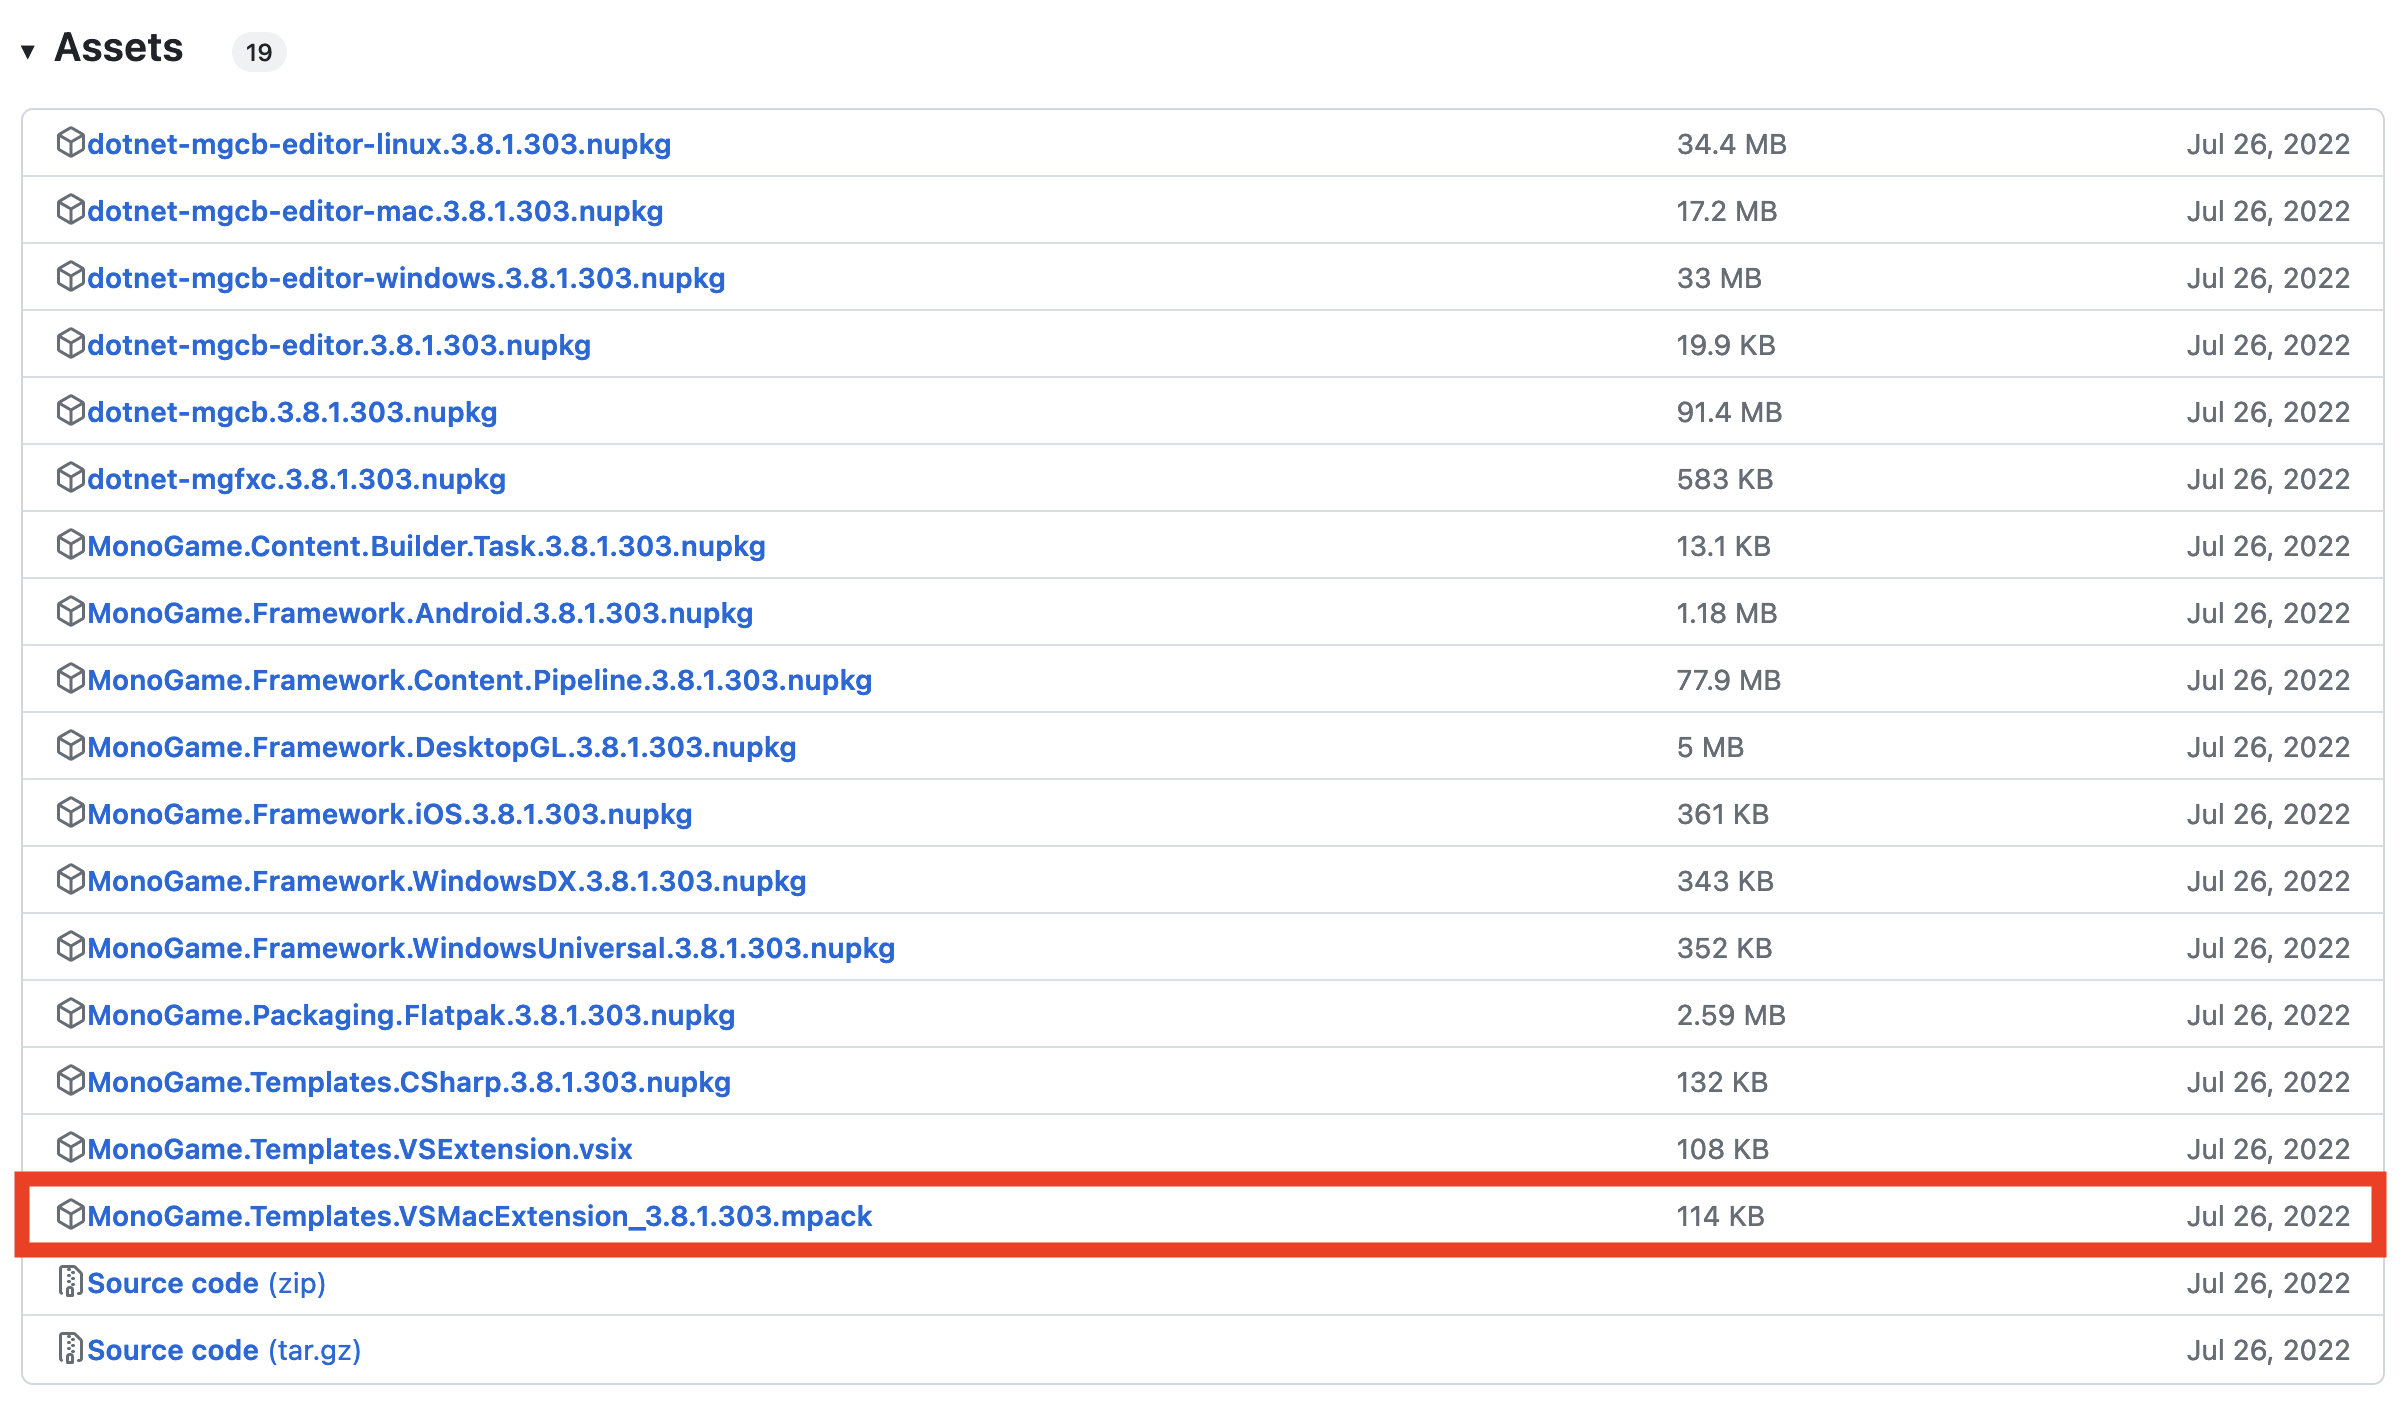 Assets 19
dotnet-mgcb-editor-linux.3.8.1.303.nupkg 34.4 MB Jul 26, 2022
dotnet-mgcb-editor-mac.3.8.1.303.nupkg 17.2 MB Jul 26, 2022
dotnet-mgcb-editor-windows.3.8.1.303.nupkg 33 MB Jul 26, 2022
dotnet-mgcb-editor.3.8.1.303.nupkg 19.9 KB Jul 26, 2022
dotnet-mgcb.3.8.1.303.nupkg 91.4 MB Jul 26, 2022
dotnet-mgfxc.3.8.1.303.nupkg 583 KB Jul 26, 2022
MonoGame.Content.Builder.Task.3.8.1.303.nupkg 13.1 KB Jul 26, 2022
MonoGame.Framework.Android.3.8.1.303.nupkg 1.18 MB Jul 26, 2022
MonoGame.Framework.Content.Pipeline.3.8.1.303.nupkg 77.9 MB Jul 26, 2022
MonoGame.Framework.DesktopGL.3.8.1.303.nupkg 5 MB Jul 26, 2022
MonoGame.Framework.iOS.3.8.1.303.nupkg 361 KB Jul 26, 2022
MonoGame.Framework.WindowsDX.3.8.1.303.nupkg 343 KB Jul 26, 2022
MonoGame.Framework.WindowsUniversal.3.8.1.303.nupkg 352 KB Jul 26, 2022
MonoGame.Packaging.Flatpak.3.8.1.303.nupkg 2.59 MB Jul 26, 2022
MonoGame.Templates.CSharp.3.8.1.303.nupkg 132 KB Jul 26, 2022
MonoGame.Templates.VSExtension.vsix 108 KB Jul 26, 2022
MonoGame.Templates.VSMacExtension_3.8.1.303.mpack 114 KB Jul 26, 2022
Source code (zip) Jul 26, 2022
Source code (tar.gz) Jul 26, 2022